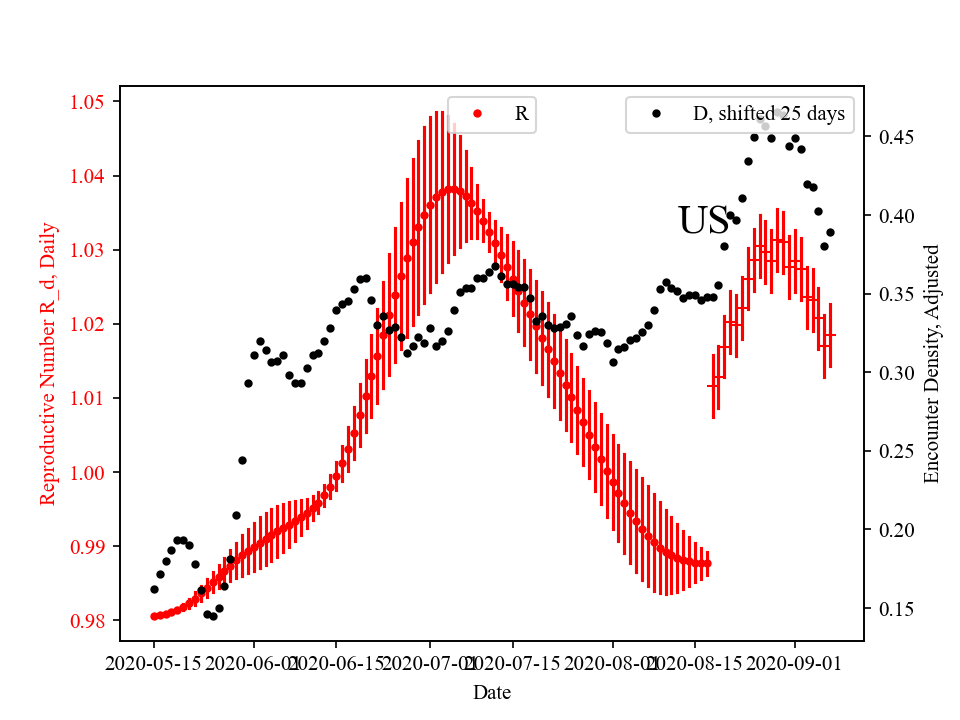 R
D, shifted 25 days
US
1.05
1.04
1.03
1.02
1.01
1.00
0.99
0.98
Reproductive Number R_d, Daily
0.45
0.40
0.35
0.30
0.25
0.20
0.15
Encounter Density, Adjusted
2020-05-15 2020-06-01 2020-06-15 2020-07-01 2020-07-15 2020-08-01 2020-08-15 2020-09-01
Date